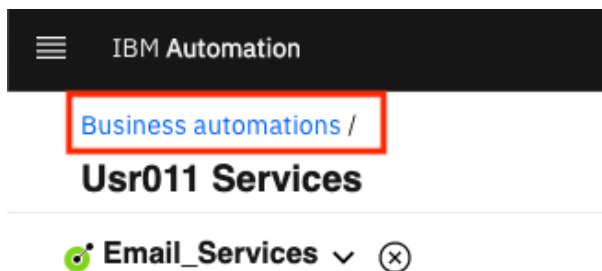 IBM Automation
Business automations /
Usr011 Services
Email_Services